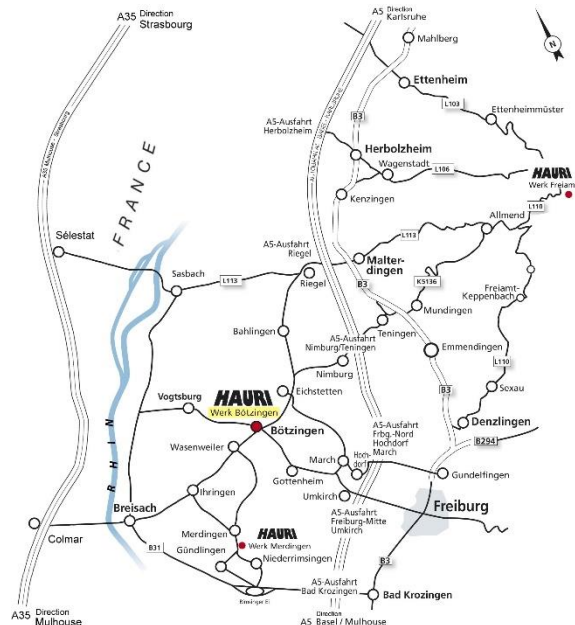 A35 Direction
Strasbourg
A5 Direction
Karlsruhe
N
Mahlberg
Ettenheim
L103
Ettenheimmüster
B3
A5-Ausfahrt
Herbolzheim
Herbolzheim
Wagenstadt
L106
HAURI
Werk Freiam
Kenzingen
L110
Allmend
FRANCE
Sélestat
A5-Ausfahrt
Riegel
L113
Malter-
dingen
K5136
Sasbach
L113
Riegel
B3
Mundingen
Freiamt-
Keppenbach
Bahlingen
Teningen
A5-Ausfahrt
Nimburg/Teningen
Emmendingen
L110
Nimburg
B3
Sexau
Vogtsburg
HAURI
Werk Bötzingen
Eichstetten
Bötzingen
A5-Ausfahrt
Frbg.-Nord
Hochdorf
March
Denzlingen
B294
RHIN
Wasenweiler
March
Hoch-
dorf
Gundelfingen
Gottenheim
Ihringen
Umkirch
Freiburg
A5-Ausfahrt
Freiburg-Mitte
Umkirch
Breisach
Merdingen
HAURI
Werk Merdingen
Colmar
B31
Gündlingen
Niederrimsingen
B3
A5-Ausfahrt
Bad Krozingen
Bad Krozingen
A35 Direction
Mulhouse
Direction
A5 Basel / Mulhouse